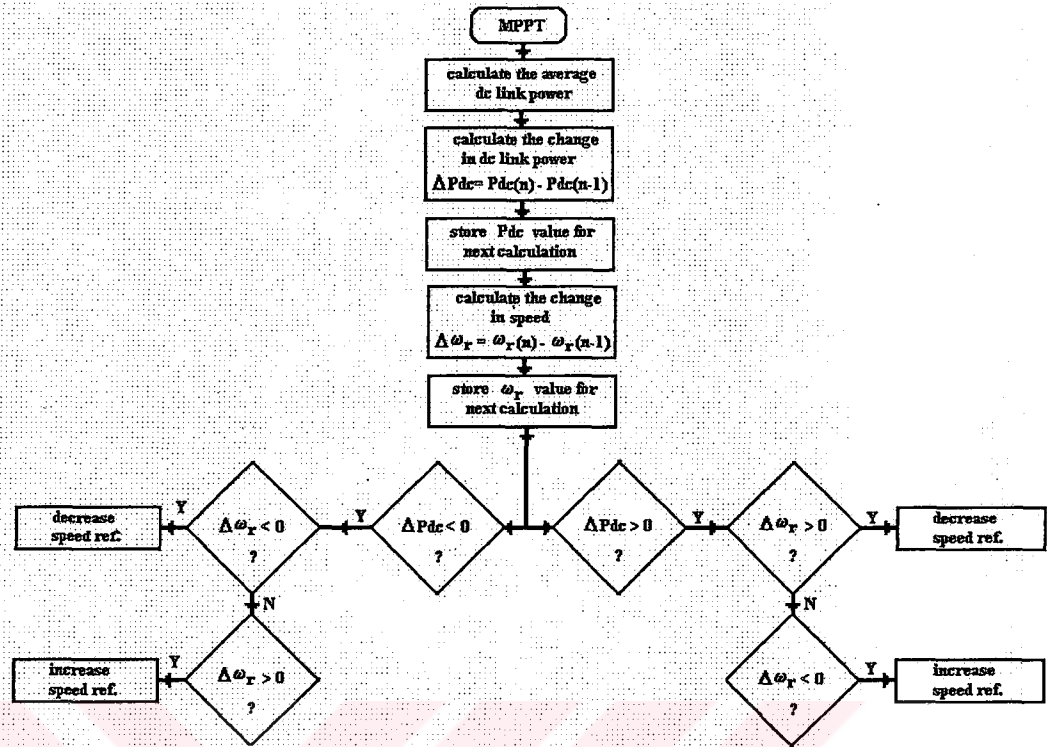 MPPT
calculate the average
dc link power
calculate the change
in dc link power
ΔPdc= Pdc(n) - Pdc(n-1)
store Pdc value for
next calculation
calculate the change
in speed
Δωr = ωr(n) - ωr(n-1)
store ωr value for
next calculation
decrease
speed ref.
Y
Δωr < 0
?
Y
ΔPdc < 0
?
ΔPdc > 0
?
Y
Δωr > 0
?
Y
decrease
speed ref.
N
N
increase
speed ref.
Y
Δωr > 0
?
Δωr < 0
?
Y
increase
speed ref.